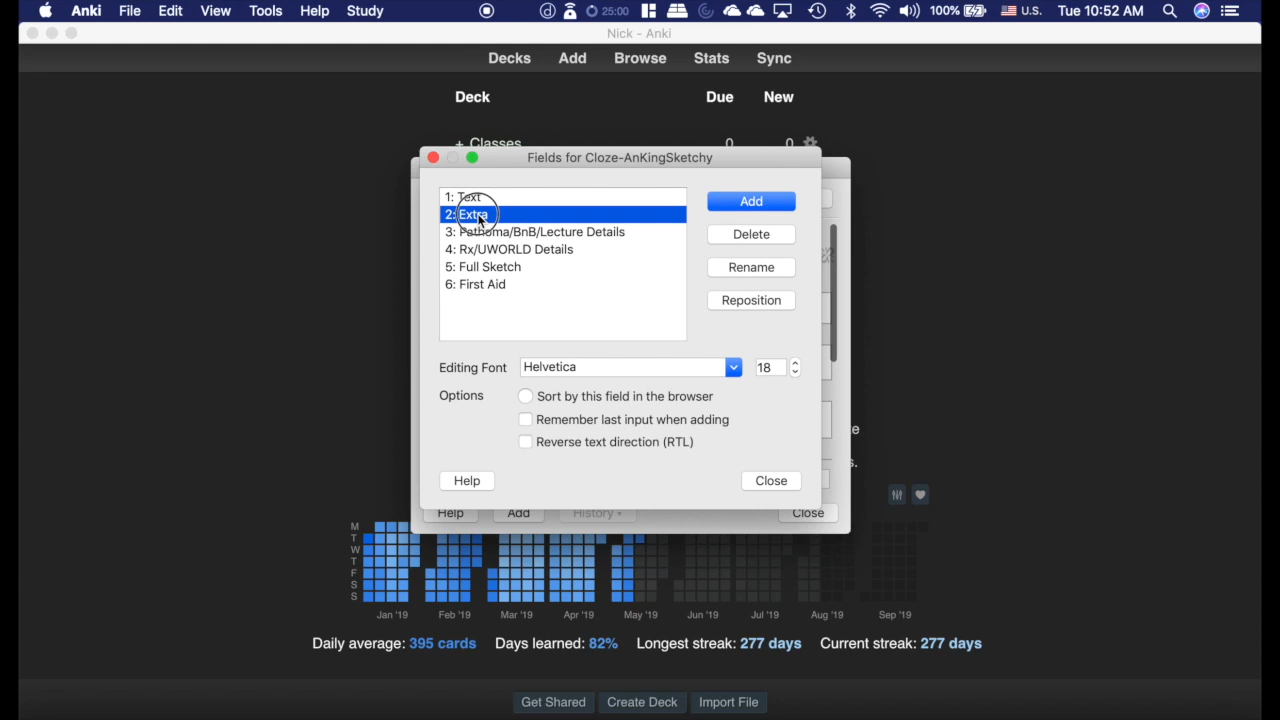 Anki File Edit View Tools Help Study 25:00 100% U.S. Tue 10:52 AM
Nick - Anki
Decks Add Browse Stats Sync
Deck Due New
+ Classes 0 0
Fields for Cloze-AnKingSketchy
1: Text
2: Extra
3: Pathoma/BnB/Lecture Details
4: Rx/UWORLD Details
5: Full Sketch
6: First Aid
Add
Delete
Rename
Reposition
Editing Font Helvetica 18
Options Sort by this field in the browser
Remember last input when adding
Reverse text direction (RTL)
Help Close
Help Add History Close
M
T
W
T
F
S
S
Jan '19 Feb '19 Mar '19 Apr '19 May '19 Jun '19 Jul '19 Aug '19 Sep '19
Daily average: 395 cards Days learned: 82% Longest streak: 277 days Current streak: 277 days
Get Shared Create Deck Import File